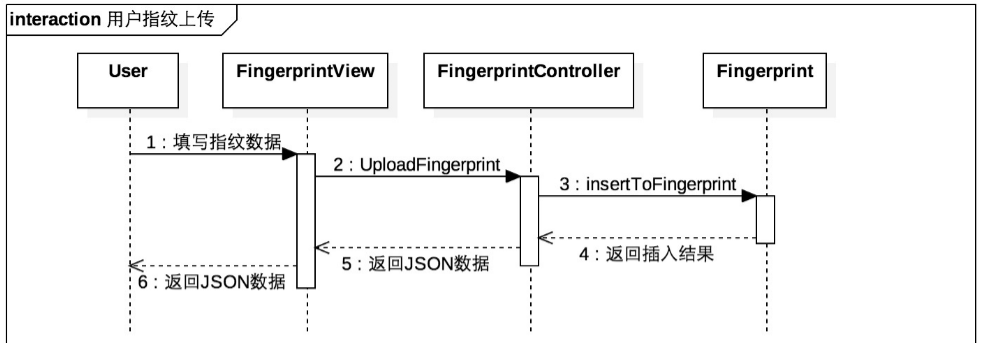 interaction 用户指纹上传
User
FingerprintView
FingerprintController
Fingerprint
1 : 填写指纹数据
2 : UploadFingerprint
3 : insertToFingerprint
4 : 返回插入结果
5 : 返回JSON数据
6 : 返回JSON数据